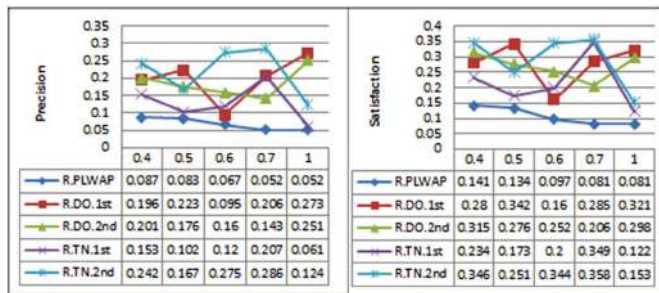 Precision
0.35
0.3
0.25
0.2
0.15
0.1
0.05
0
0.4 0.5 0.6 0.7 1
R.PLWAP 0.087 0.083 0.067 0.052 0.052
R.DO.1st 0.196 0.223 0.095 0.206 0.273
R.DO.2nd 0.201 0.176 0.16 0.143 0.251
R.TN.1st 0.153 0.102 0.12 0.207 0.061
R.TN.2nd 0.242 0.167 0.275 0.286 0.124
Satisfaction
0.4
0.35
0.3
0.25
0.2
0.15
0.1
0.05
0
0.4 0.5 0.6 0.7 1
R.PLWAP 0.141 0.134 0.097 0.081 0.081
R.DO.1st 0.28 0.342 0.16 0.285 0.321
R.DO.2nd 0.315 0.276 0.252 0.206 0.298
R.TN.1st 0.234 0.173 0.2 0.349 0.122
R.TN.2nd 0.346 0.251 0.344 0.358 0.153